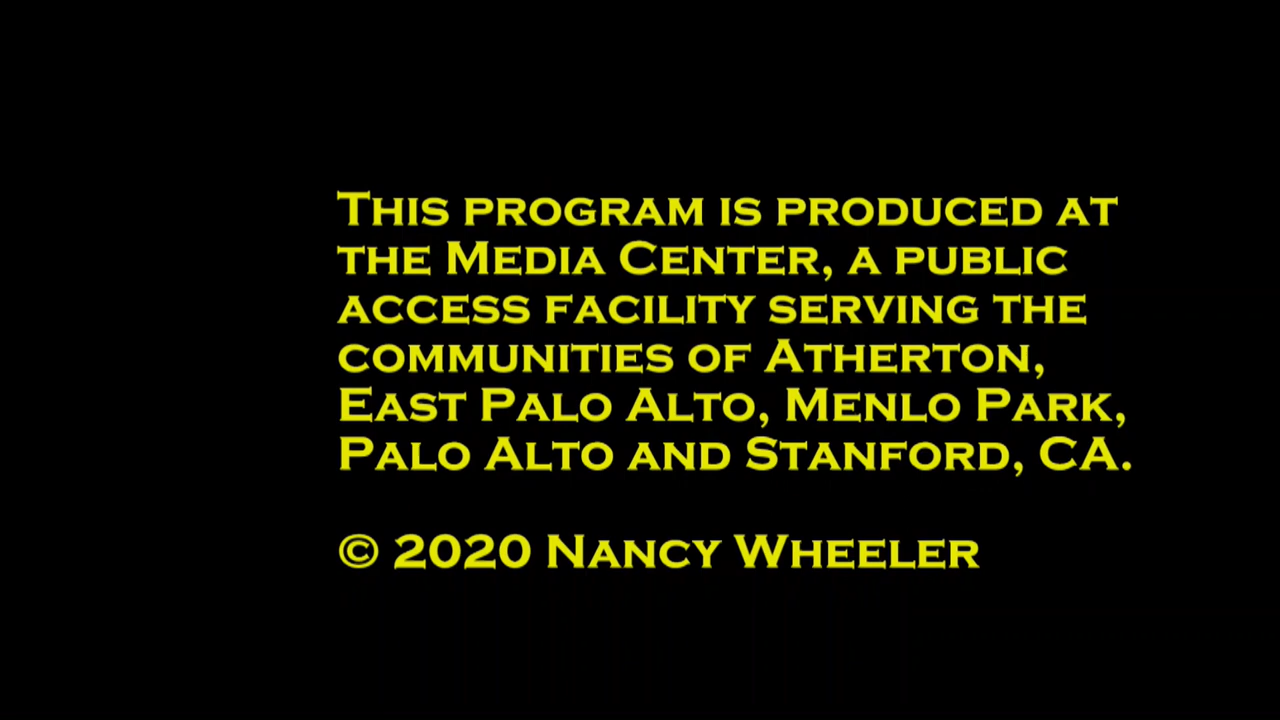 This program is produced at
the Media Center, a public
access facility serving the
communities of Atherton,
East Palo Alto, Menlo Park,
Palo Alto and Stanford, CA.
© 2020 Nancy Wheeler